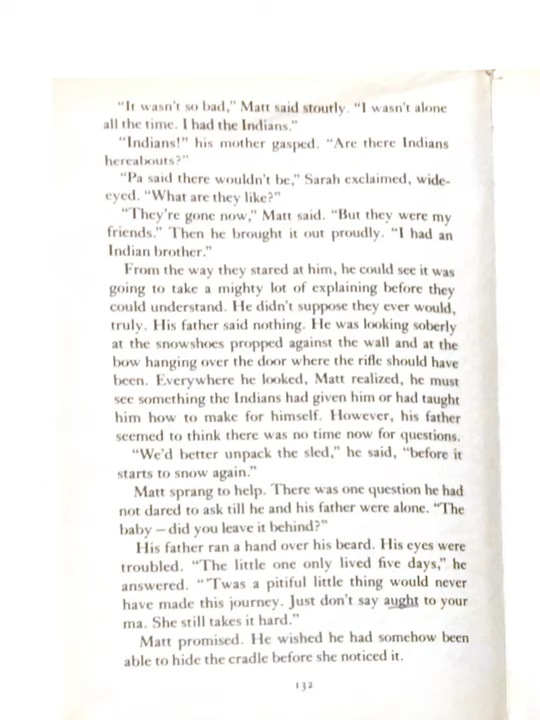 “It wasn't so bad,” Matt said stoutly. “I wasn't alone
all the time. I had the Indians.”
“Indians!” his mother gasped. “Are there Indians
hereabouts?”
“Pa said there wouldn't be,” Sarah exclaimed, wide-
eyed. “What are they like?”
“They're gone now,” Matt said. “But they were my
friends.” Then he brought it out proudly. “I had an
Indian brother.”
From the way they stared at him, he could see it was
going to take a mighty lot of explaining before they
could understand. He didn't suppose they ever would,
truly. His father said nothing. He was looking soberly
at the snowshoes propped against the wall and at the
bow hanging over the door where the rifle should have
been. Everywhere he looked, Matt realized, he must
see something the Indians had given him or had taught
him how to make for himself. However, his father
seemed to think there was no time now for questions.
“We'd better unpack the sled,” he said, “before it
starts to snow again.”
Matt sprang to help. There was one question he had
not dared to ask till he and his father were alone. “The
baby – did you leave it behind?”
His father ran a hand over his beard. His eyes were
troubled. “The little one only lived five days,” he
answered. “'Twas a pitiful little thing would never
have made this journey. Just don't say aught to your
ma. She still takes it hard.”
Matt promised. He wished he had somehow been
able to hide the cradle before she noticed it.
132